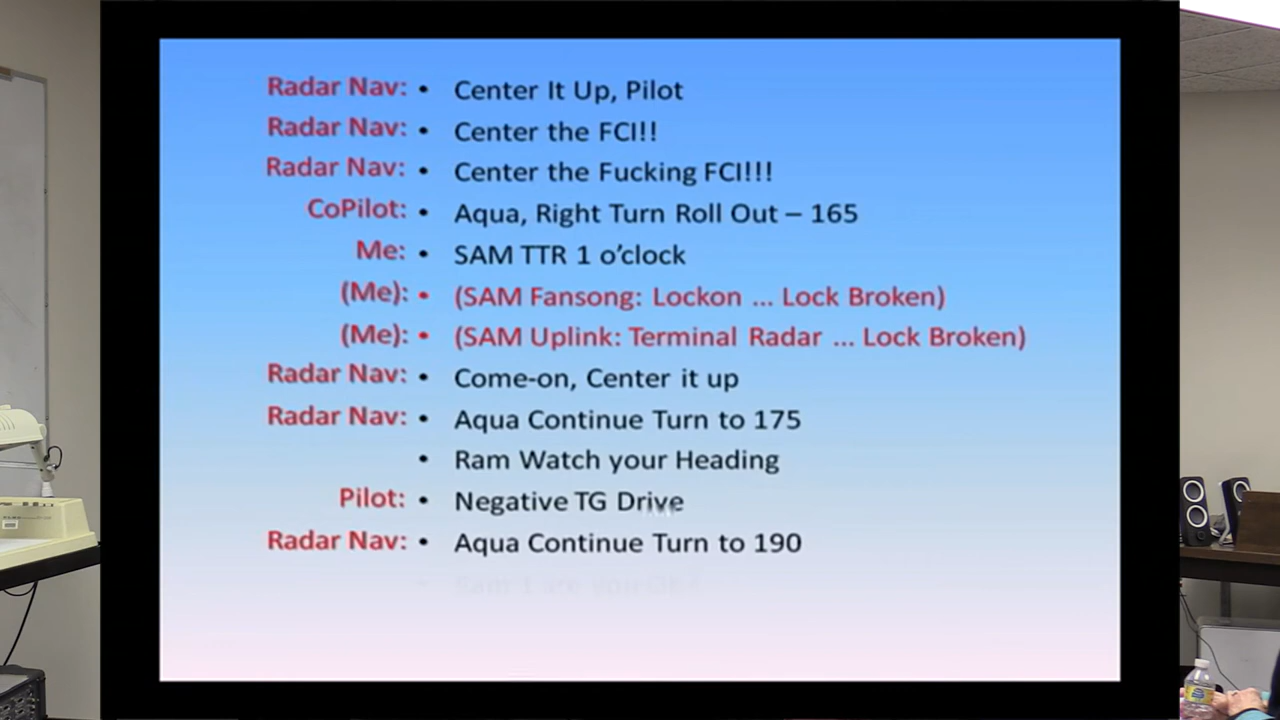 Radar Nav: • Center It Up, Pilot
Radar Nav: • Center the FCI!!
Radar Nav: • Center the Fucking FCI!!!
CoPilot: • Aqua, Right Turn Roll Out – 165
Me: • SAM TTR 1 o’clock
(Me): • (SAM Fansong: Lockon ... Lock Broken)
(Me): • (SAM Uplink: Terminal Radar ... Lock Broken)
Radar Nav: • Come-on, Center it up
Radar Nav: • Aqua Continue Turn to 175
• Ram Watch your Heading
Pilot: • Negative TG Drive
Radar Nav: • Aqua Continue Turn to 190